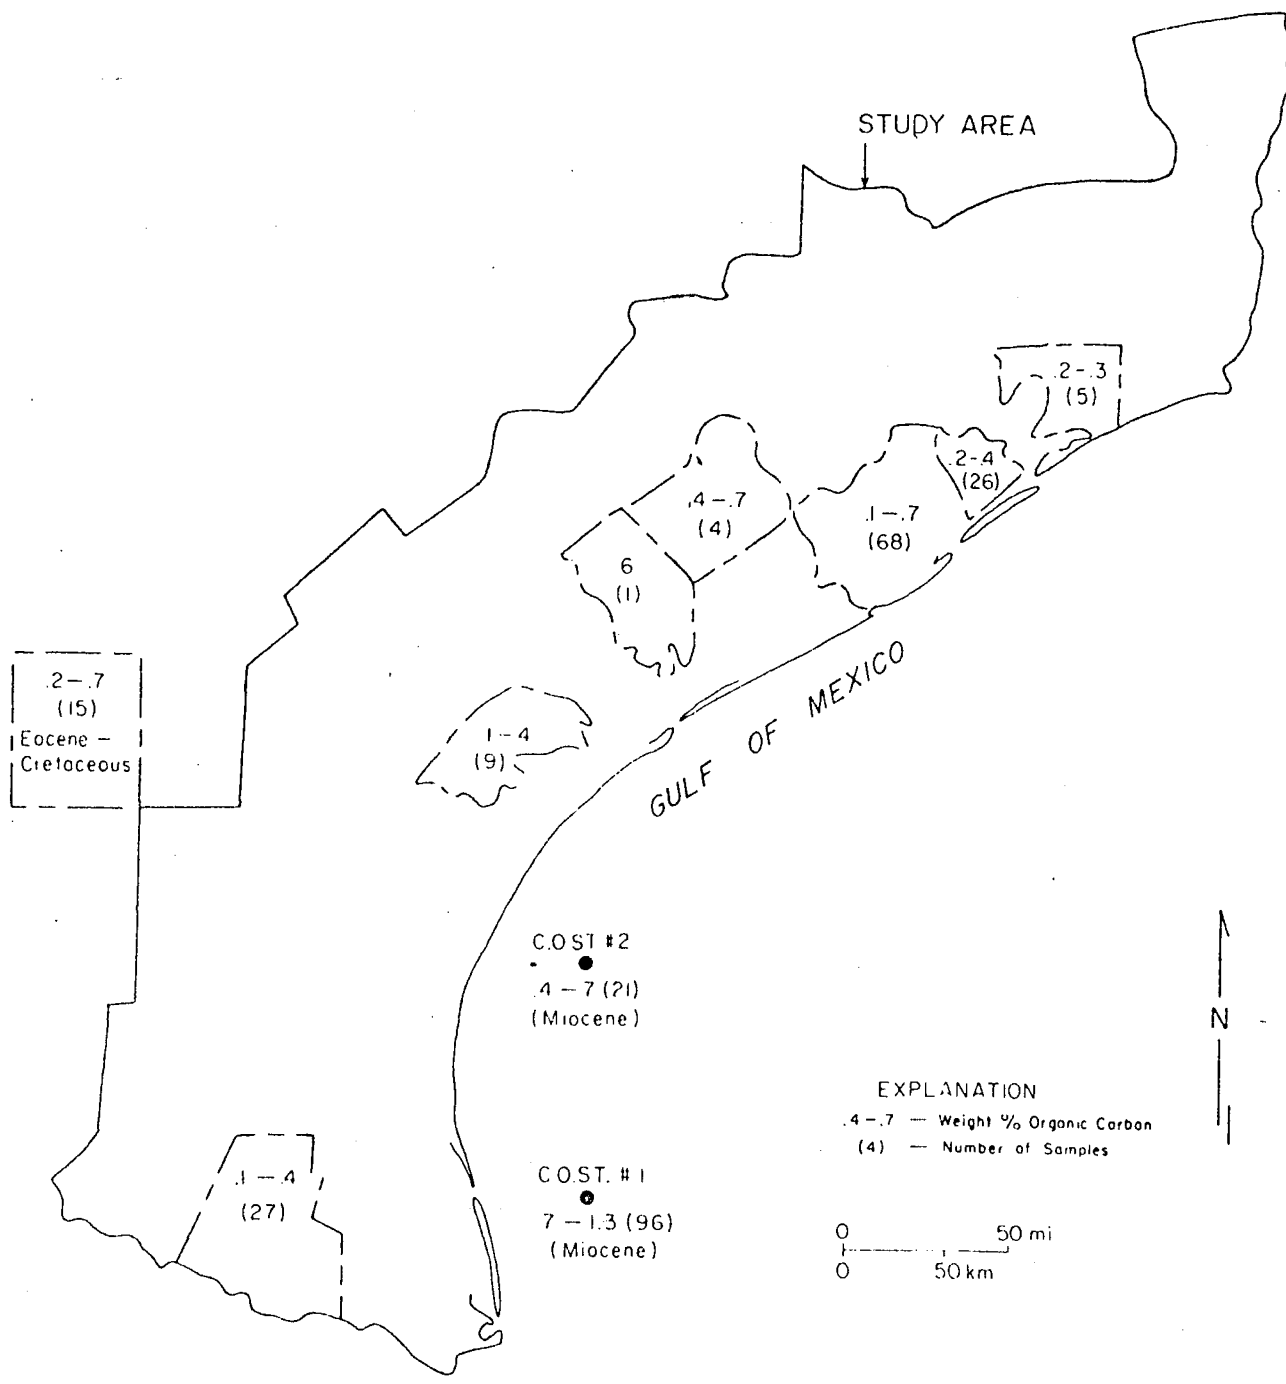 STUDY AREA
.2-.3
(5)
.2-.4
(26)
.4-.7
(4)
.1-.7
(68)
6
(1)
.2-.7
(15)
Eocene -
Cretaceous
1-4
(9)
GULF OF MEXICO
C.OST #2
.4-7 (21)
(Miocene)
N
EXPLANATION
.4-.7 — Weight % Organic Carbon
(4) — Number of Samples
.1-.4
(27)
C.O.ST. #1
7-1.3 (96)
(Miocene)
0 50 mi
0 50 km